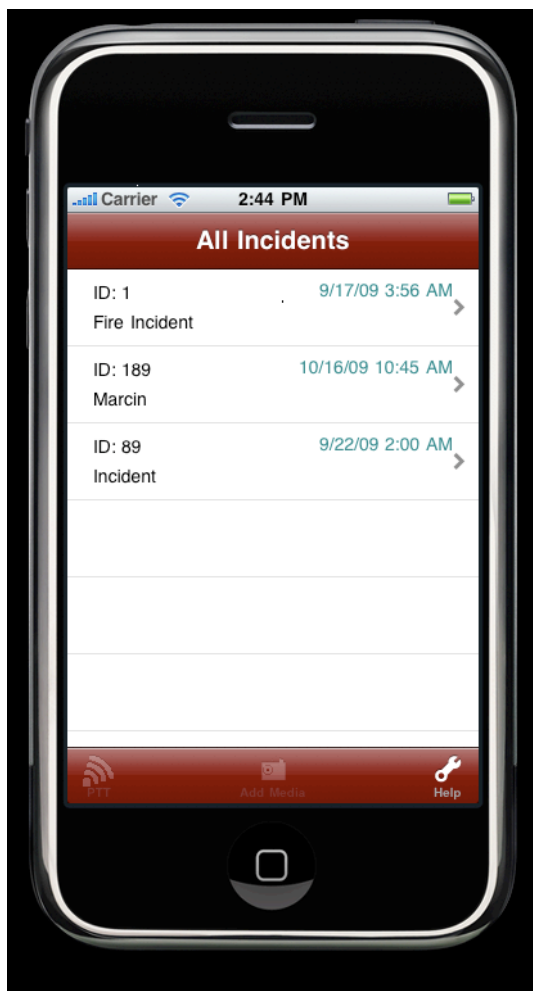 Carrier 2:44 PM
All Incidents
ID: 1 9/17/09 3:56 AM
Fire Incident
ID: 189 10/16/09 10:45 AM
Marcin
ID: 89 9/22/09 2:00 AM
Incident
PTT Add Media Help